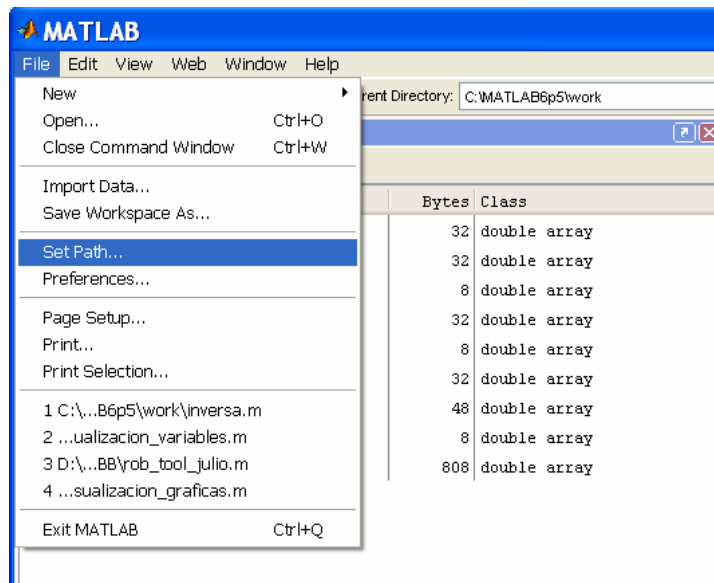 MATLAB
File Edit View Web Window Help
New
rent Directory: C:\MATLAB6p5\work
Open... Ctrl+O
Close Command Window Ctrl+W
Import Data...
Save Workspace As...
Bytes Class
32 double array
Set Path...
32 double array
Preferences...
8 double array
Page Setup...
32 double array
Print...
8 double array
Print Selection...
32 double array
1 C:\...B6p5\work\inversa.m
48 double array
2 ...ualizacion_variables.m
8 double array
3 D:\...BB\rob_tool_julio.m
808 double array
4 ...sualizacion_graficas.m
Exit MATLAB Ctrl+Q